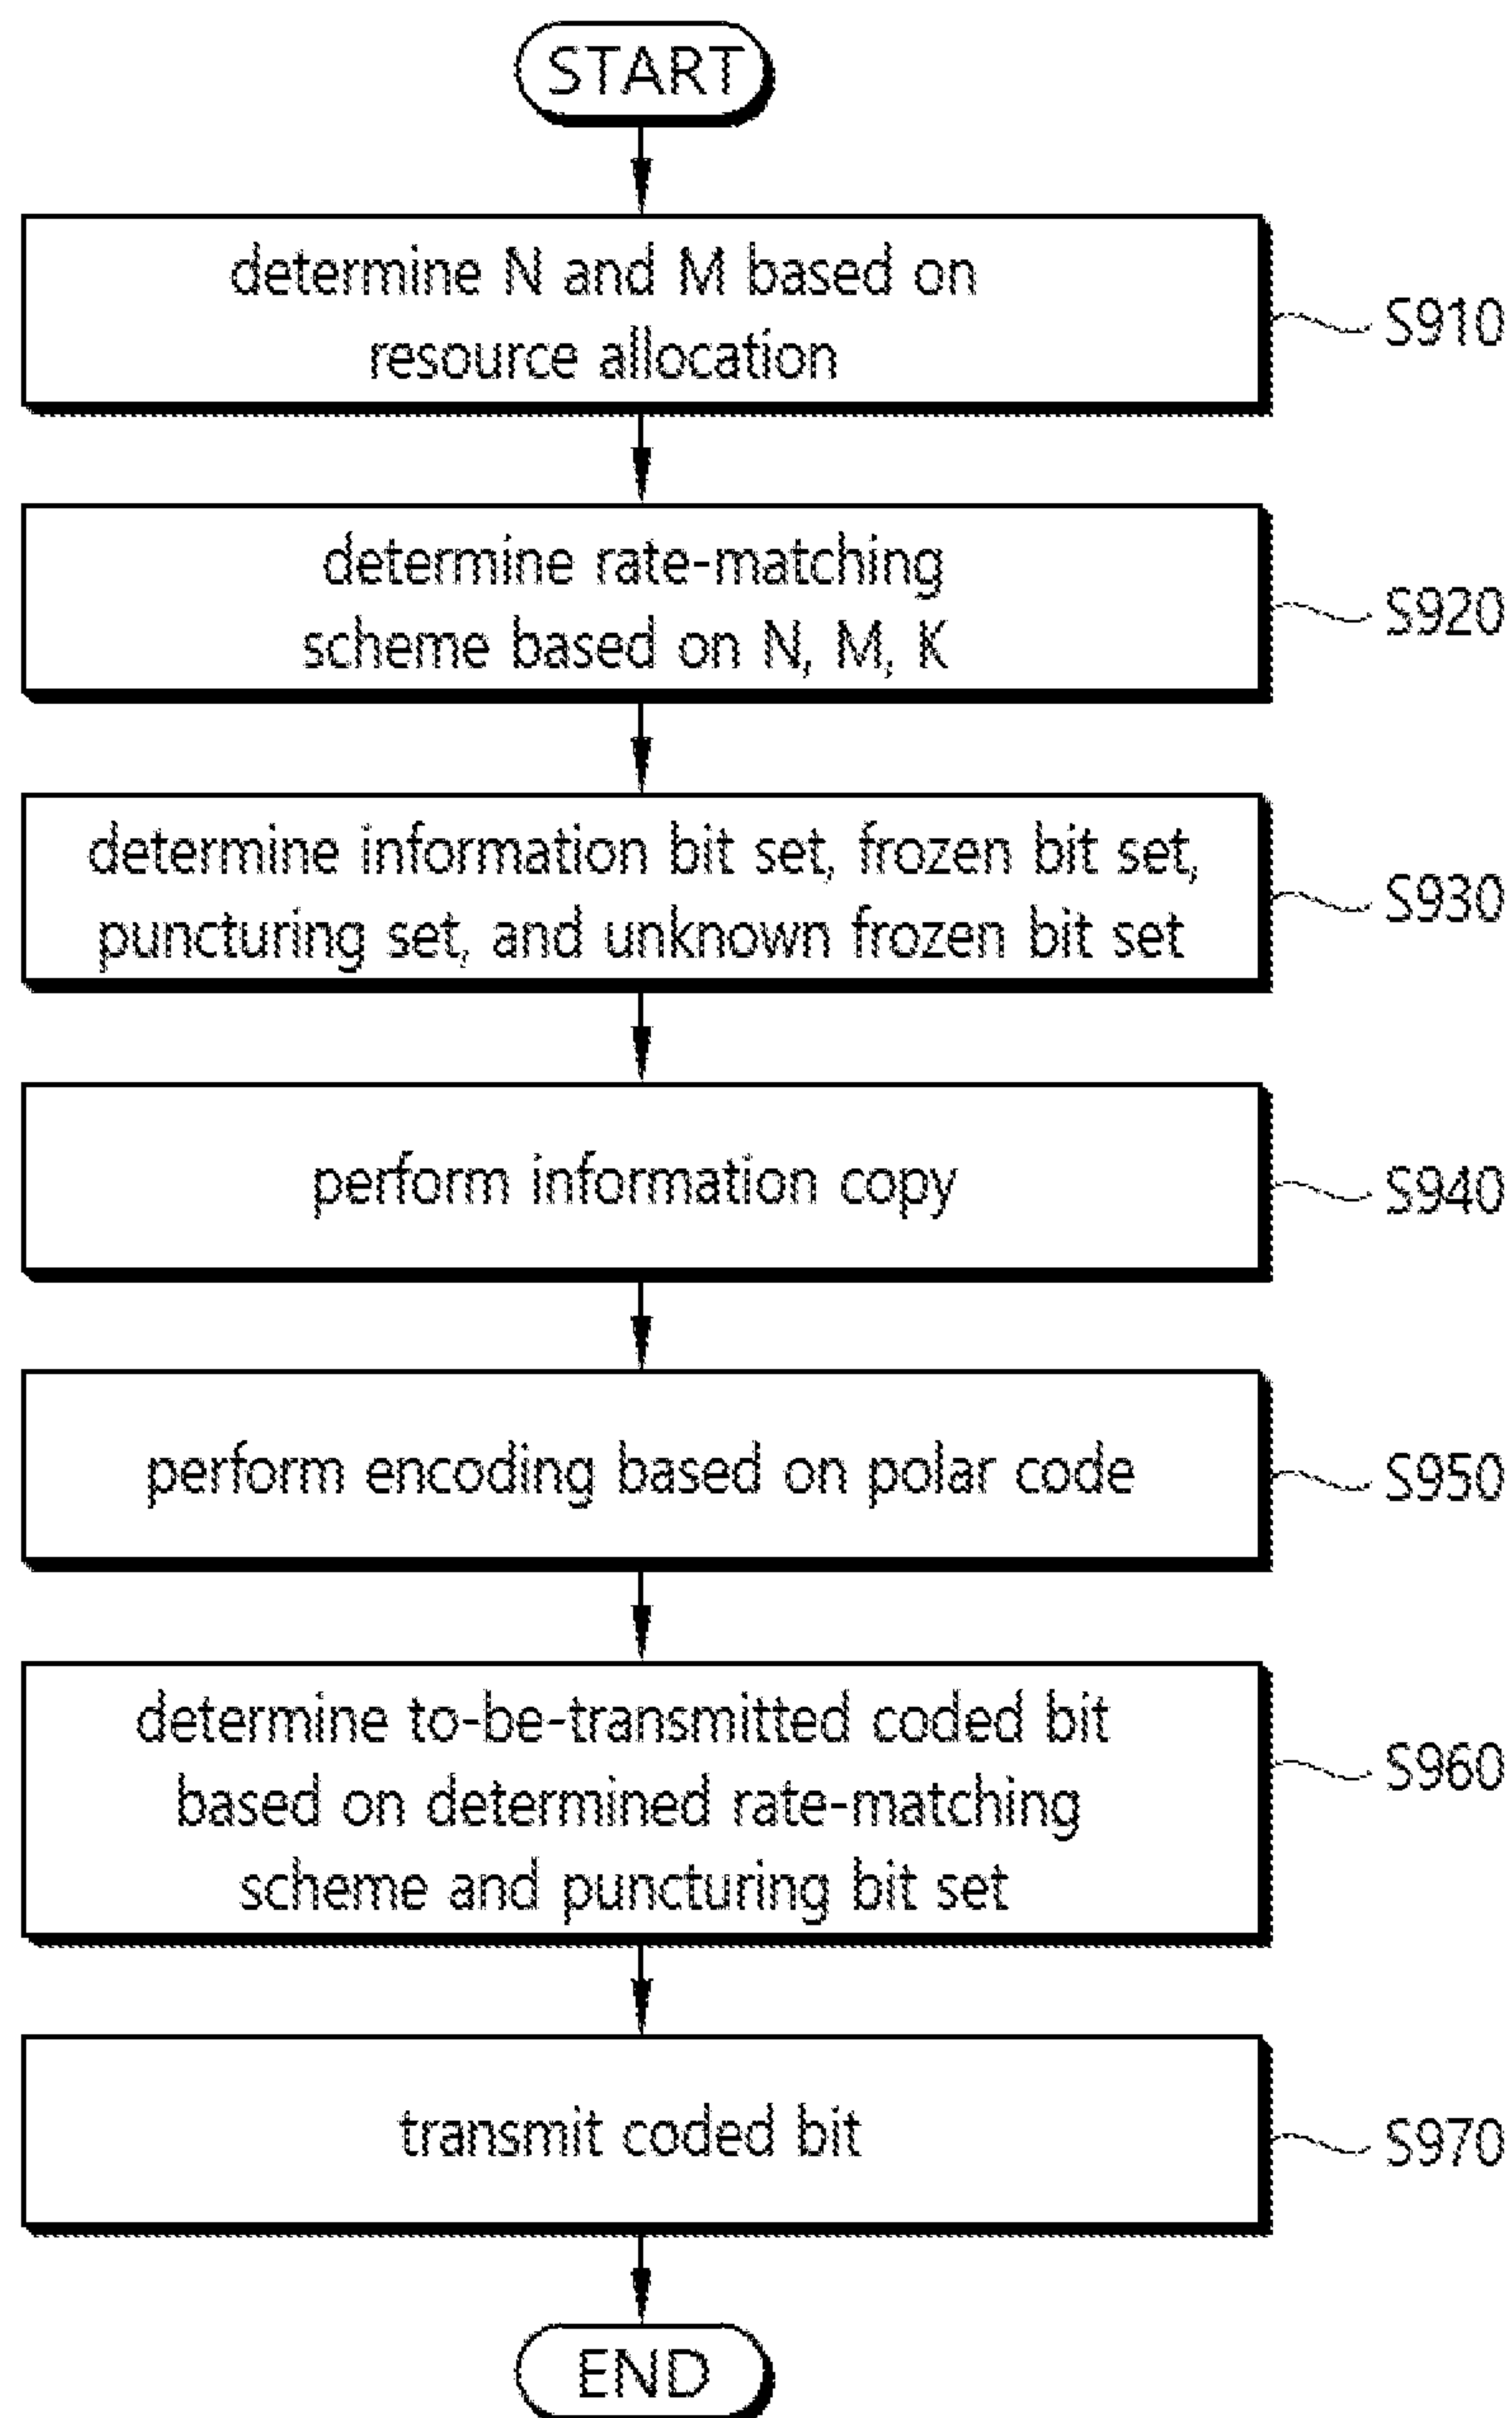 START
determine N and M based on
resource allocation
S910
determine rate-matching
scheme based on N, M, K
S920
determine information bit set, frozen bit set,
puncturing set, and unknown frozen bit set
S930
perform information copy
S940
perform encoding based on polar code
S950
determine to-be-transmitted coded bit
based on determined rate-matching
scheme and puncturing bit set
S960
transmit coded bit
S970
END